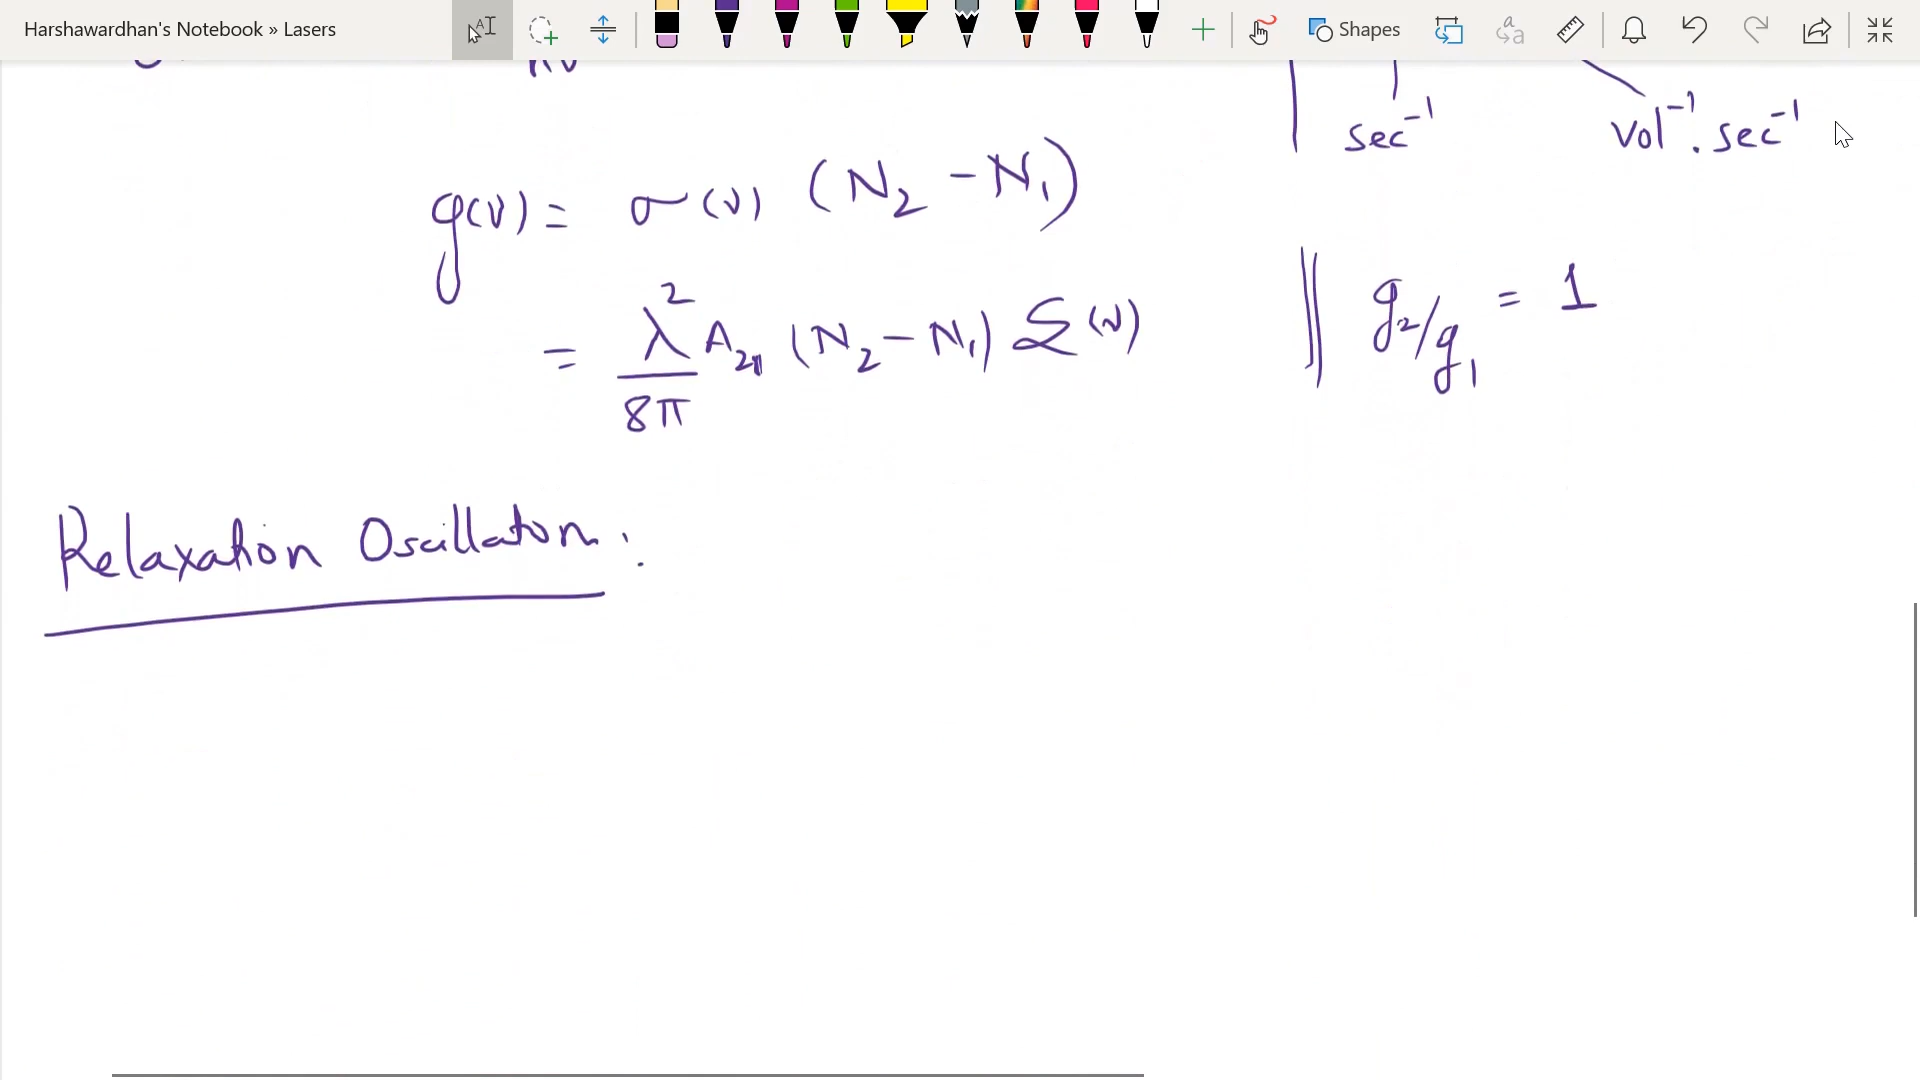 Harshawardhan's Notebook » Lasers
Shapes
hν
sec⁻¹
vol⁻¹. sec⁻¹
g(ν) = σ(ν) (N₂ - N₁)
= λ²/8π A₂₁ (N₂ - N₁) ℒ(ν)
g₂/g₁ = 1
Relaxation Oscillation: